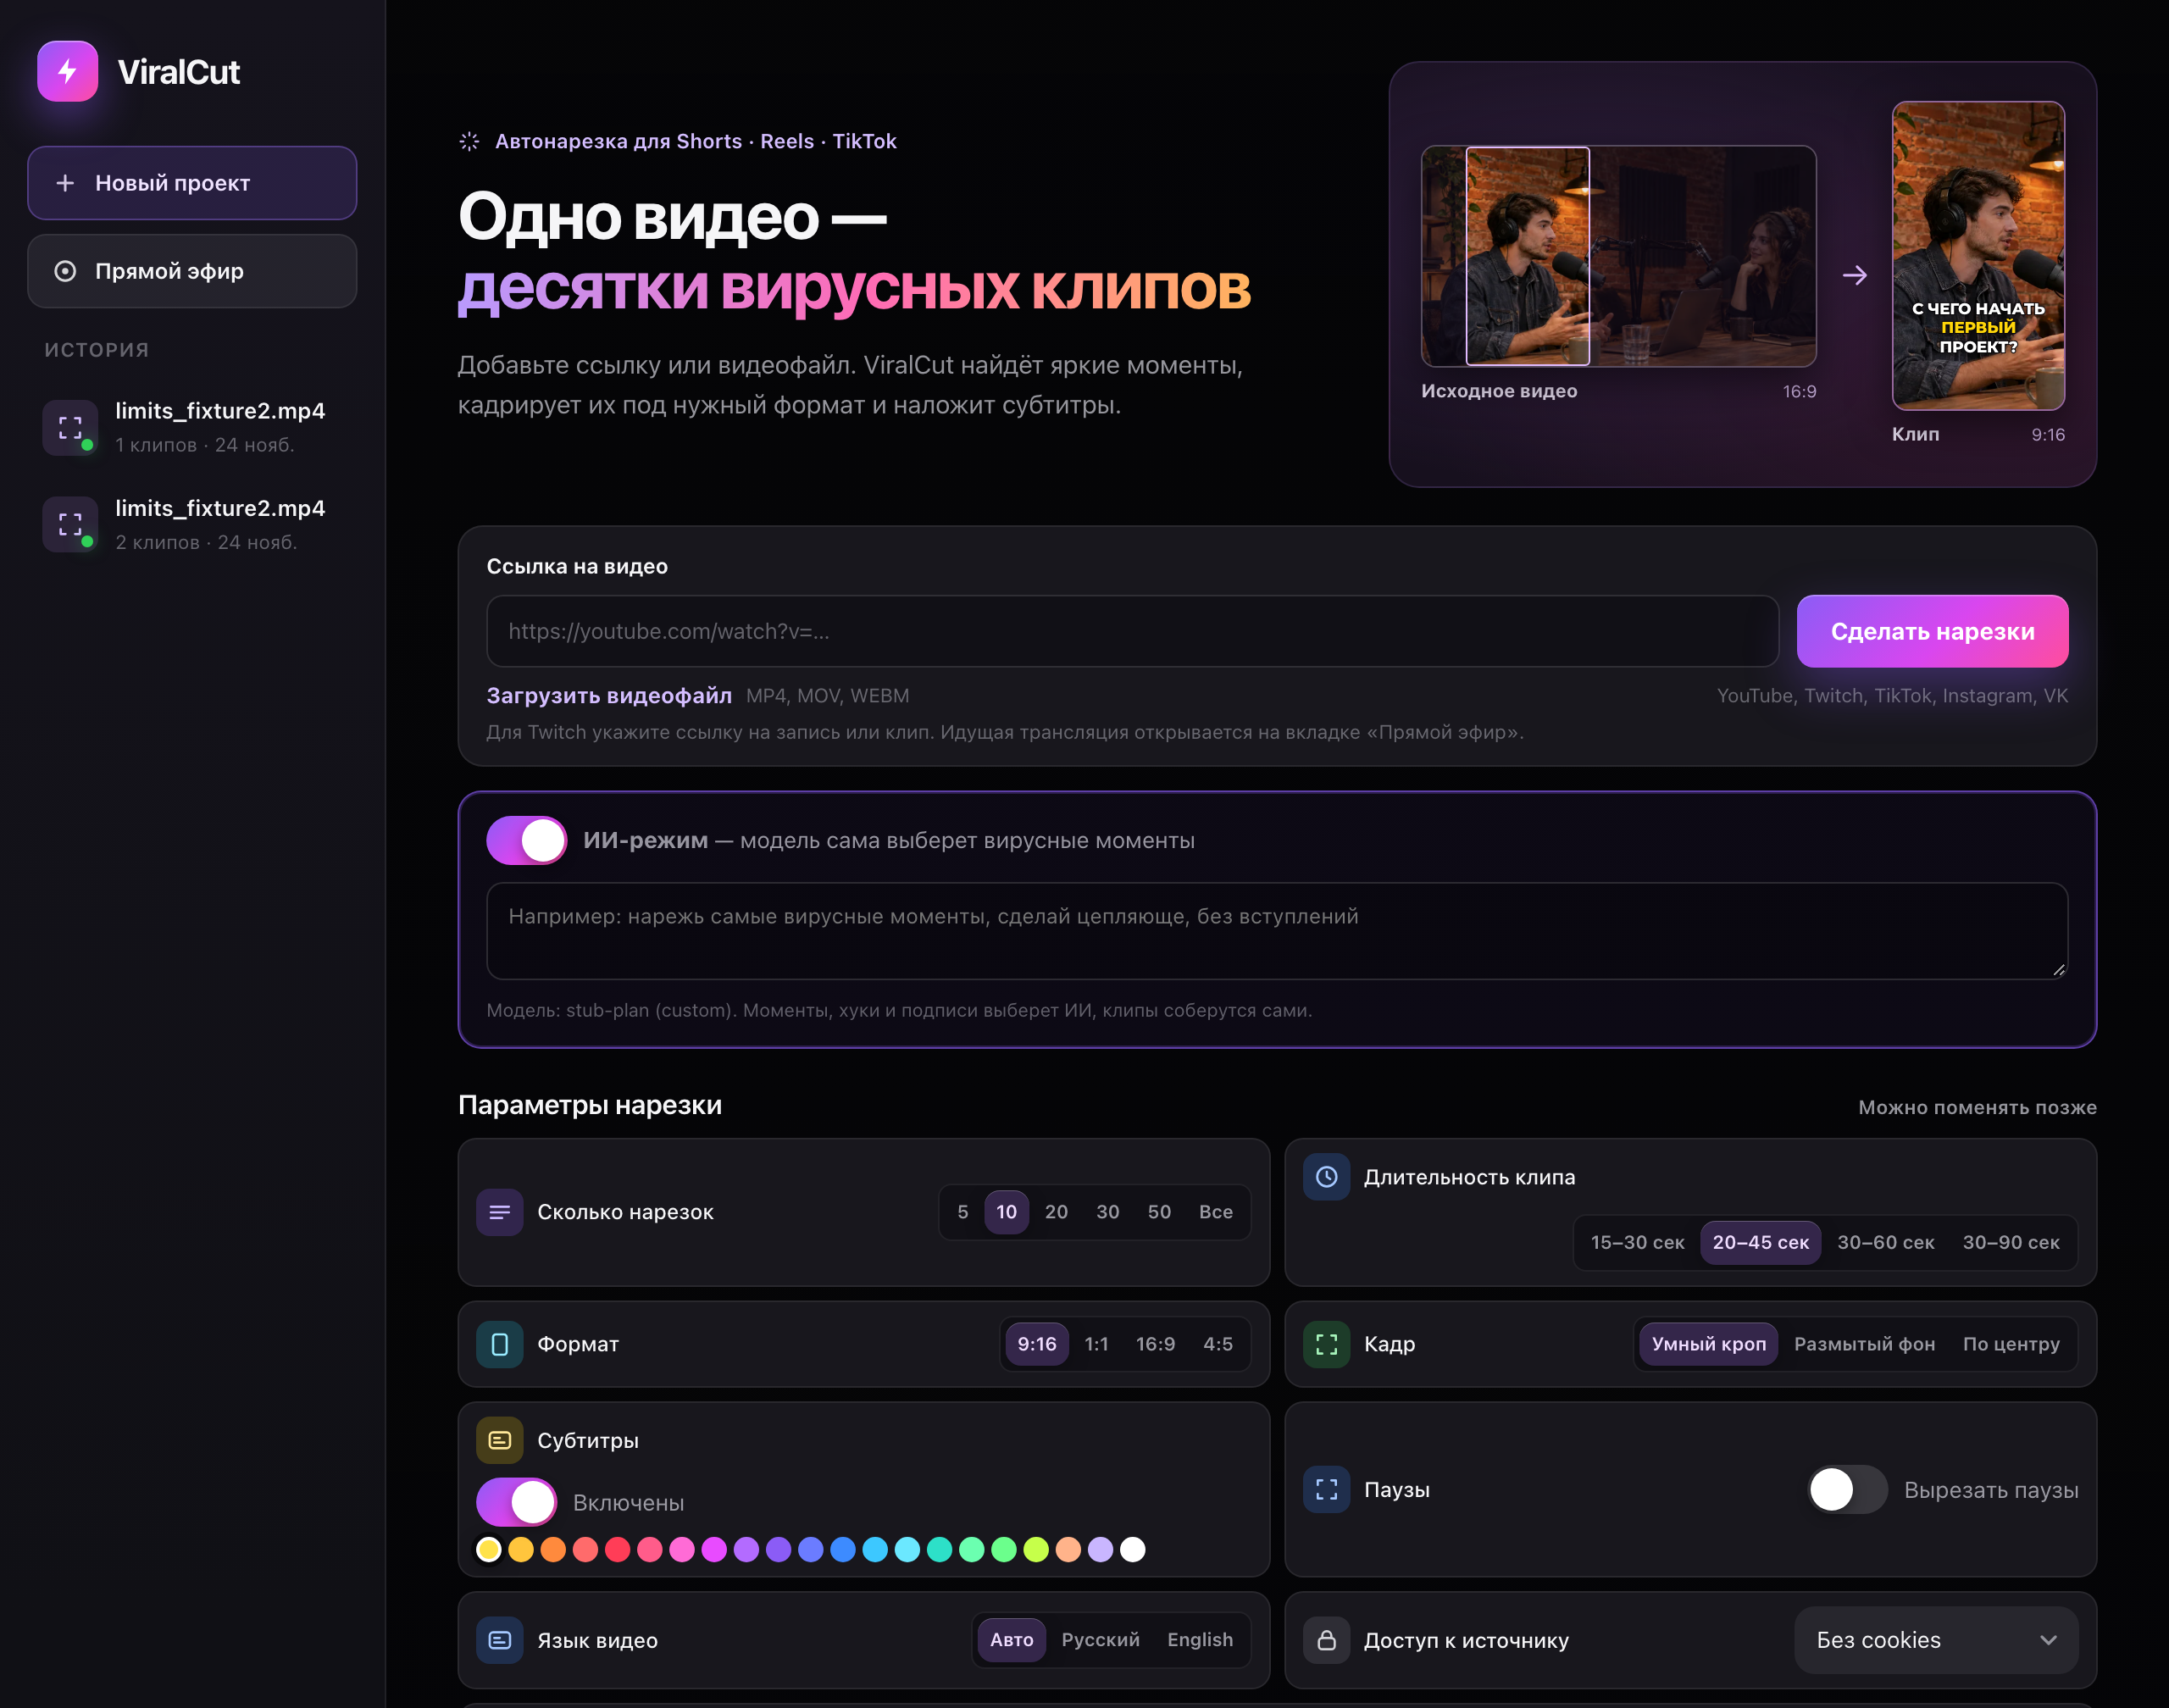 ViralCut
Новый проект
Прямой эфир
ИСТОРИЯ
limits_fixture2.mp4
1 клипов · 24 нояб.
limits_fixture2.mp4
2 клипов · 24 нояб.
Автонарезка для Shorts · Reels · TikTok
Одно видео —
десятки вирусных клипов
Добавьте ссылку или видеофайл. ViralCut найдёт яркие моменты,
кадрирует их под нужный формат и наложит субтитры.
Исходное видео 16:9
С ЧЕГО НАЧАТЬ
ПЕРВЫЙ
ПРОЕКТ?
Клип 9:16
Ссылка на видео
https://youtube.com/watch?v=...
Сделать нарезки
Загрузить видеофайл MP4, MOV, WEBM
YouTube, Twitch, TikTok, Instagram, VK
Для Twitch укажите ссылку на запись или клип. Идущая трансляция открывается на вкладке «Прямой эфир».
ИИ-режим — модель сама выберет вирусные моменты
Например: нарежь самые вирусные моменты, сделай цепляюще, без вступлений
Модель: stub-plan (custom). Моменты, хуки и подписи выберет ИИ, клипы соберутся сами.
Параметры нарезки
Можно поменять позже
Сколько нарезок
5 10 20 30 50 Все
Длительность клипа
15–30 сек 20–45 сек 30–60 сек 30–90 сек
Формат
9:16 1:1 16:9 4:5
Кадр
Умный кроп Размытый фон По центру
Субтитры
Включены
Паузы
Вырезать паузы
Язык видео
Авто Русский English
Доступ к источнику
Без cookies